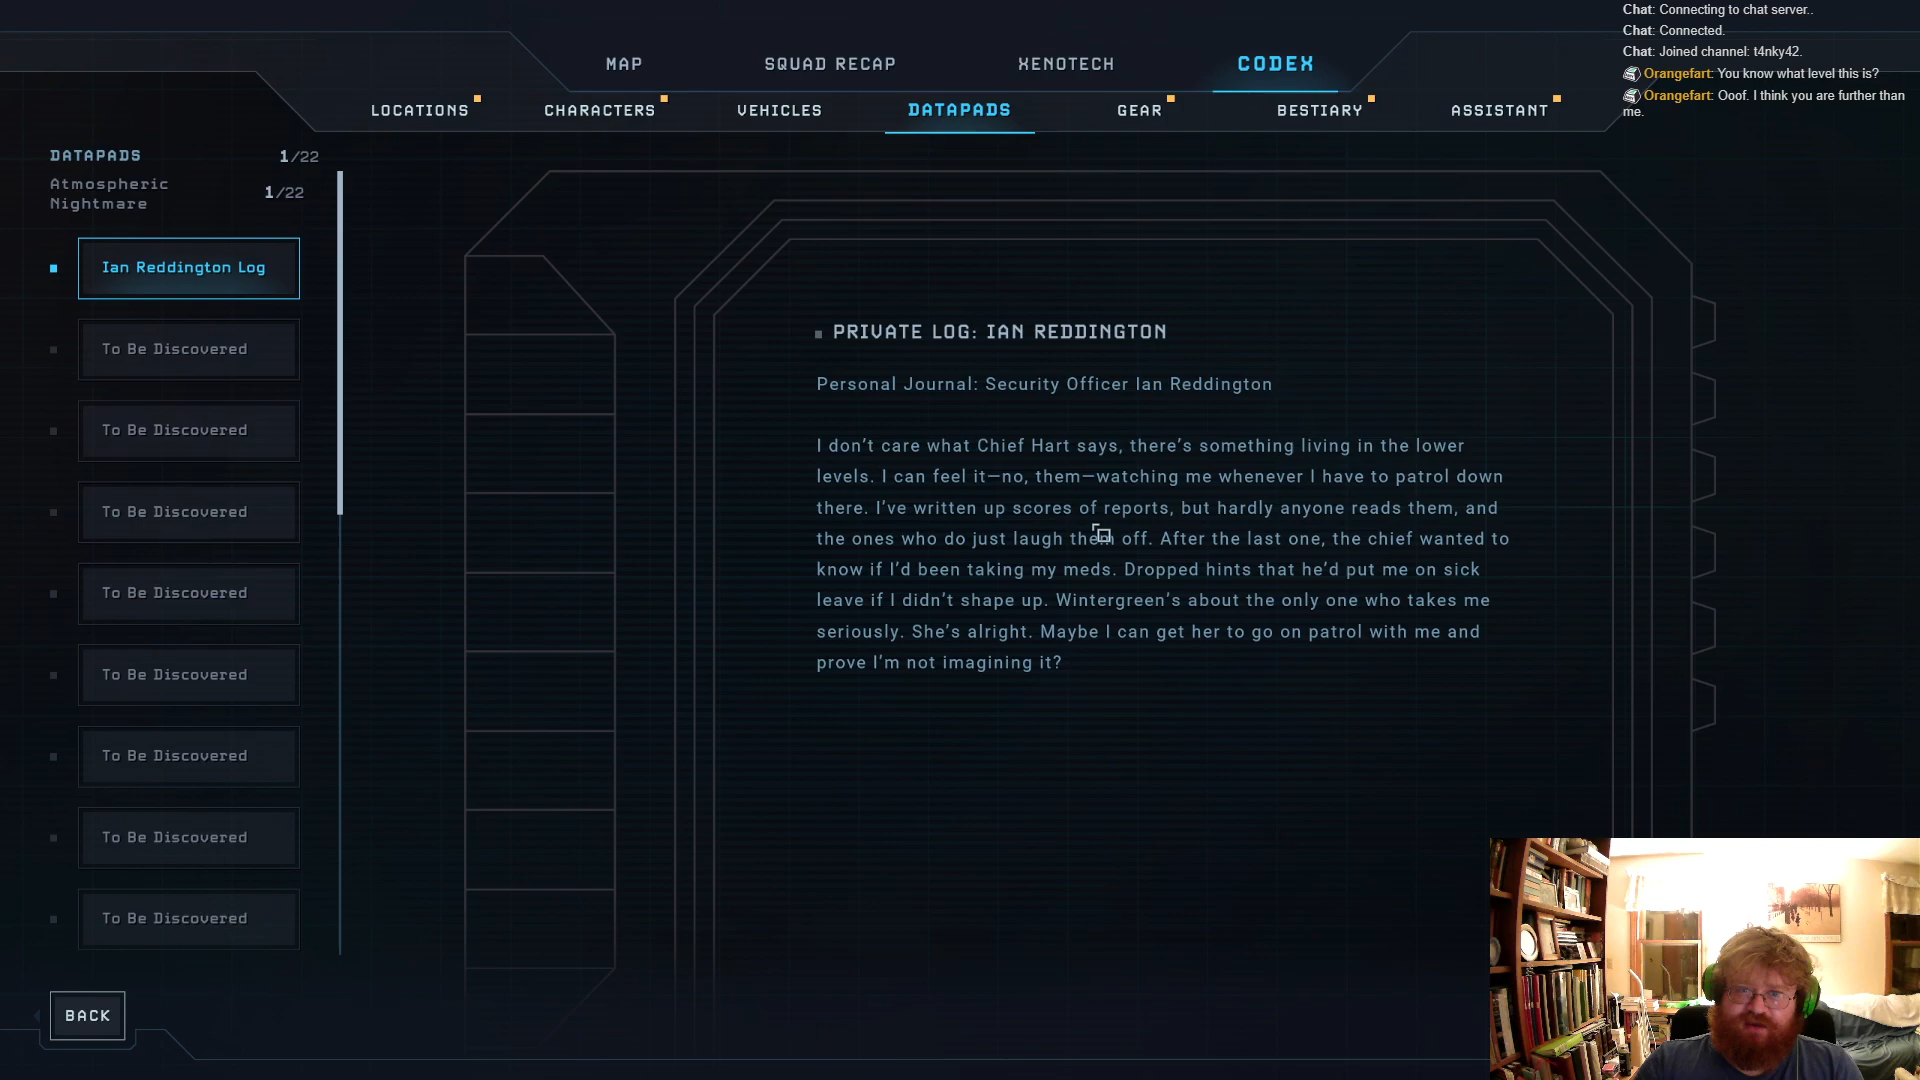 Chat: Connecting to chat server..
Chat: Connected.
Chat: Joined channel: t4nky42.
Orangefart: You know what level this is?
Orangefart: Ooof. I think you are further than
me.
MAP
SQUAD RECAP
XENOTECH
CODEX
LOCATIONS
CHARACTERS
VEHICLES
DATAPADS
GEAR
BESTIARY
ASSISTANT
DATAPADS 1/22
Atmospheric
Nightmare
1/22
Ian Reddington Log
To Be Discovered
To Be Discovered
To Be Discovered
To Be Discovered
To Be Discovered
To Be Discovered
To Be Discovered
To Be Discovered
PRIVATE LOG: IAN REDDINGTON
Personal Journal: Security Officer Ian Reddington
I don't care what Chief Hart says, there's something living in the lower
levels. I can feel it—no, them—watching me whenever I have to patrol down
there. I've written up scores of reports, but hardly anyone reads them, and
the ones who do just laugh them off. After the last one, the chief wanted to
know if I'd been taking my meds. Dropped hints that he'd put me on sick
leave if I didn't shape up. Wintergreen's about the only one who takes me
seriously. She's alright. Maybe I can get her to go on patrol with me and
prove I'm not imagining it?
BACK